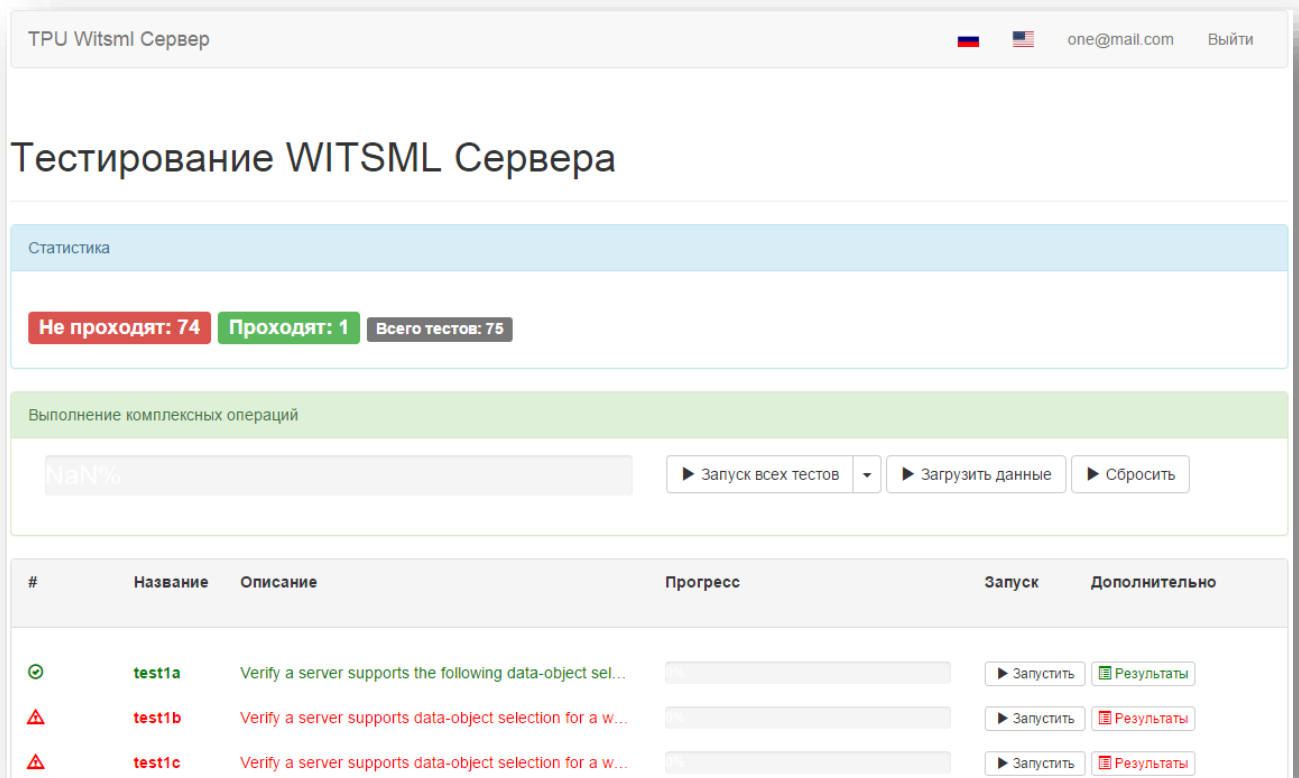 TPU Witsml Сервер one@mail.com Выйти
Тестирование WITSML Сервера
Статистика
Не проходят: 74 Проходят: 1 Всего тестов: 75
Выполнение комплексных операций
NaN% Запуск всех тестов Загрузить данные Сбросить
# Название Описание Прогресс Запуск Дополнительно
test1a Verify a server supports the following data-object sel... 0% Запустить Результаты
test1b Verify a server supports data-object selection for a w... 0% Запустить Результаты
test1c Verify a server supports data-object selection for a w... 0% Запустить Результаты